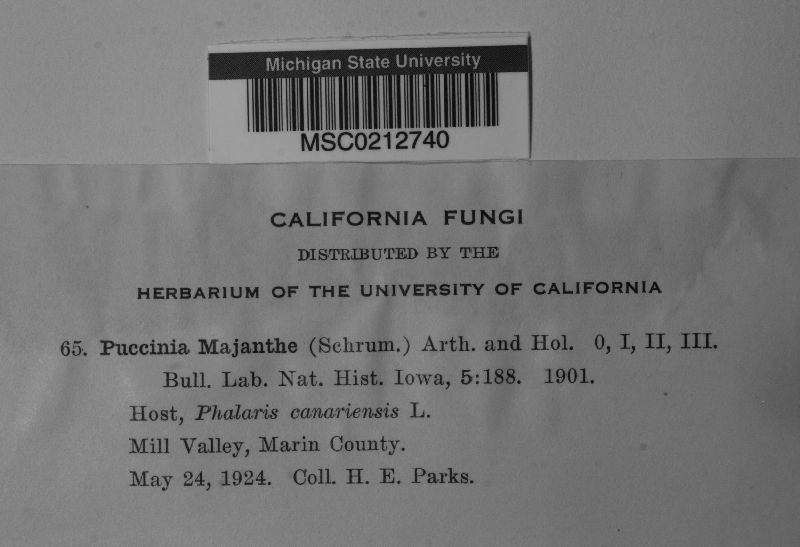 Michigan State University
MSC0212740
CALIFORNIA FUNGI
DISTRIBUTED BY THE
HERBARIUM OF THE UNIVERSITY OF CALIFORNIA
65. Puccinia Majanthe (Schrum.) Arth. and Hol. 0, I, II, III.
Bull. Lab. Nat. Hist. Iowa, 5:188. 1901.
Host, Phalaris canariensis L.
Mill Valley, Marin County.
May 24, 1924. Coll. H. E. Parks.